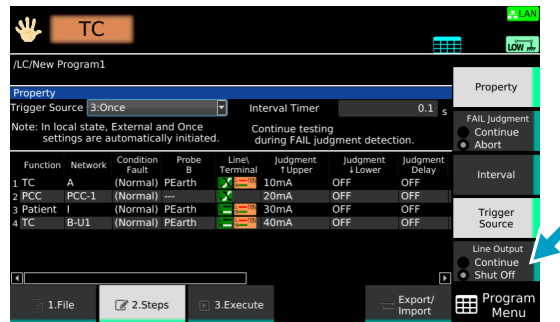 LAN
TC
LOW
/LC/New Program1
Property
Trigger Source 3:Once Interval Timer 0.1 s
Note: In local state, External and Once
settings are automatically initiated.
Continue testing
during FAIL judgment detection.
Function Network Condition Fault Probe B Line\ Terminal Judgment ↑Upper Judgment ↓Lower Judgment Delay
1 TC A (Normal) PEarth 10mA OFF OFF
2 PCC PCC-1 (Normal) --- 20mA OFF OFF
3 Patient I (Normal) PEarth 30mA OFF OFF
4 TC B-U1 (Normal) PEarth 40mA OFF OFF
Property
FAIL Judgment
Continue
Abort
Interval
Trigger
Source
Line Output
Continue
Shut Off
1.File 2.Steps 3.Execute Export/
Import
Program
Menu